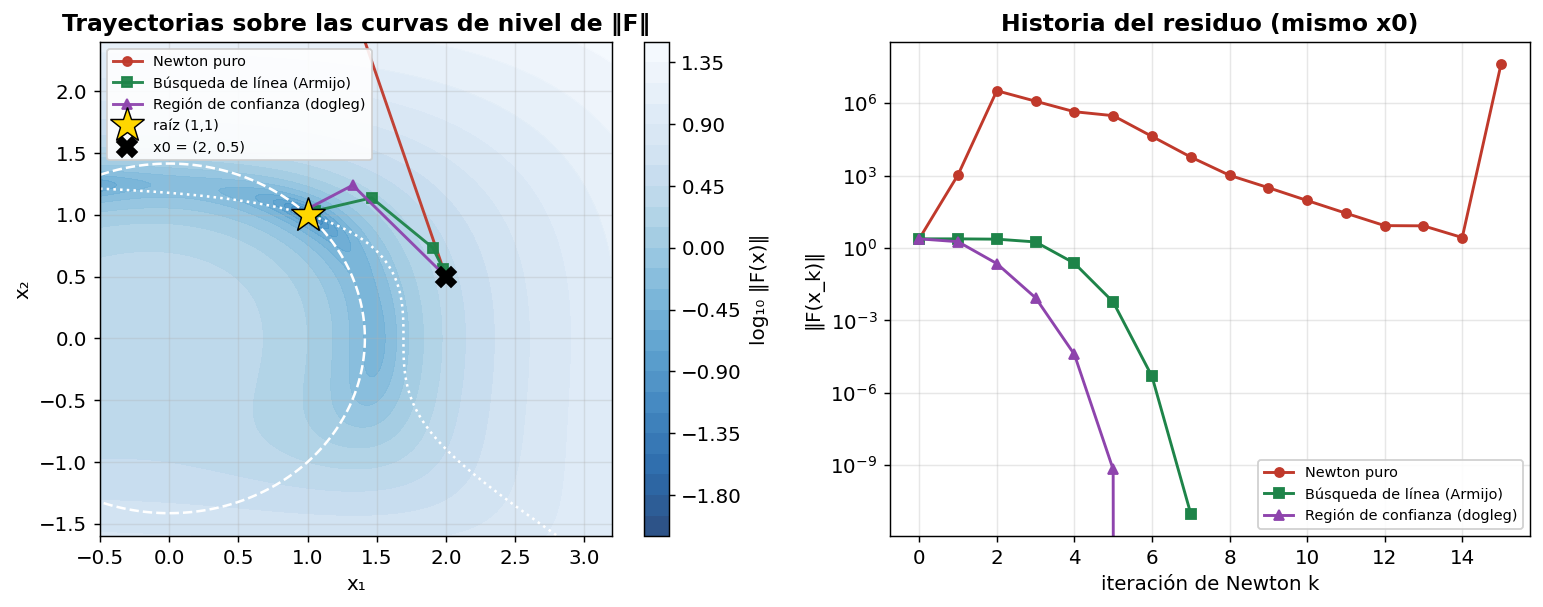 Trayectorias sobre las curvas de nivel de ‖F‖
Newton puro
Búsqueda de línea (Armijo)
Región de confianza (dogleg)
raíz (1,1)
x0 = (2, 0.5)
2.0
1.5
1.0
0.5
0.0
−0.5
−1.0
−1.5
x₂
−0.5 0.0 0.5 1.0 1.5 2.0 2.5 3.0
x₁
1.35
0.90
0.45
0.00
−0.45
−0.90
−1.35
−1.80
log₁₀ ‖F(x)‖
Historia del residuo (mismo x0)
10⁶
10³
10⁰
10⁻³
10⁻⁶
10⁻⁹
‖F(x_k)‖
Newton puro
Búsqueda de línea (Armijo)
Región de confianza (dogleg)
0 2 4 6 8 10 12 14
iteración de Newton k